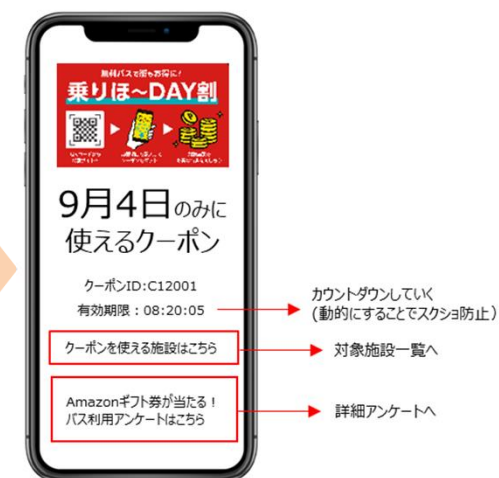 無料バスで街もお得に!
乗りほ〜DAY割
9月4日のみに
使えるクーポン
クーポンID:C12001
有効期限:08:20:05
カウントダウンしていく
(動的にすることでスクショ防止)
クーポンを使える施設はこちら
対象施設一覧へ
Amazonギフト券が当たる!
バス利用アンケートはこちら
詳細アンケートへ